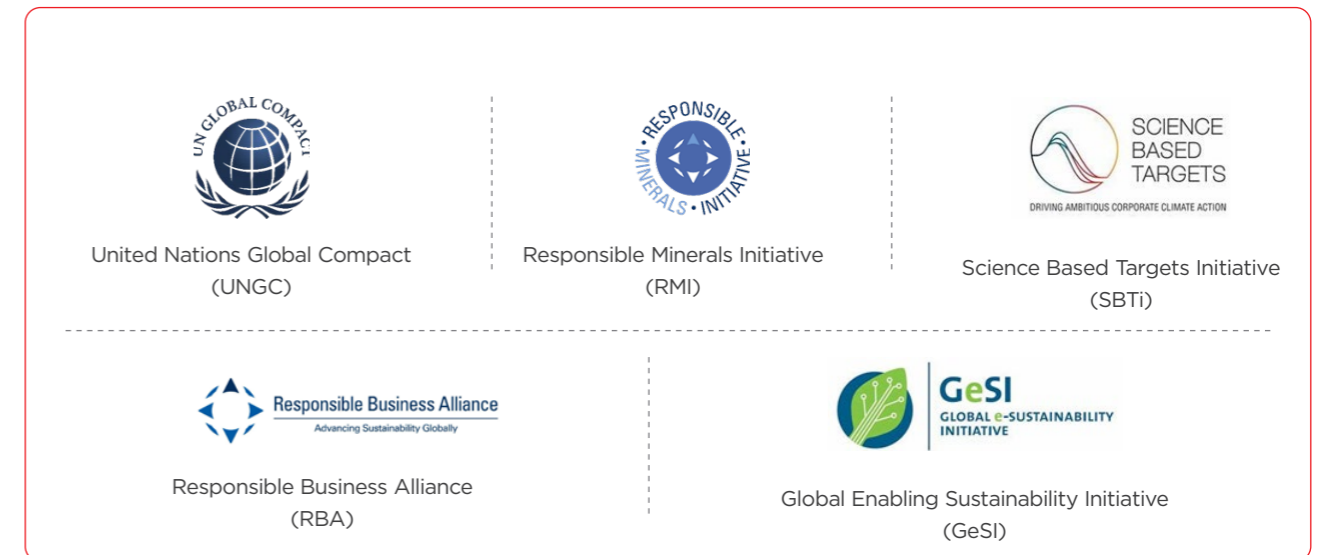 UN GLOBAL COMPACT
United Nations Global Compact
(UNGC)
RESPONSIBLE • MINERALS • INITIATIVE •
Responsible Minerals Initiative
(RMI)
SCIENCE
BASED
TARGETS
DRIVING AMBITIOUS CORPORATE CLIMATE ACTION
Science Based Targets Initiative
(SBTi)
Responsible Business Alliance
Advancing Sustainability Globally
Responsible Business Alliance
(RBA)
GeSI
GLOBAL e-SUSTAINABILITY
INITIATIVE
Global Enabling Sustainability Initiative
(GeSI)